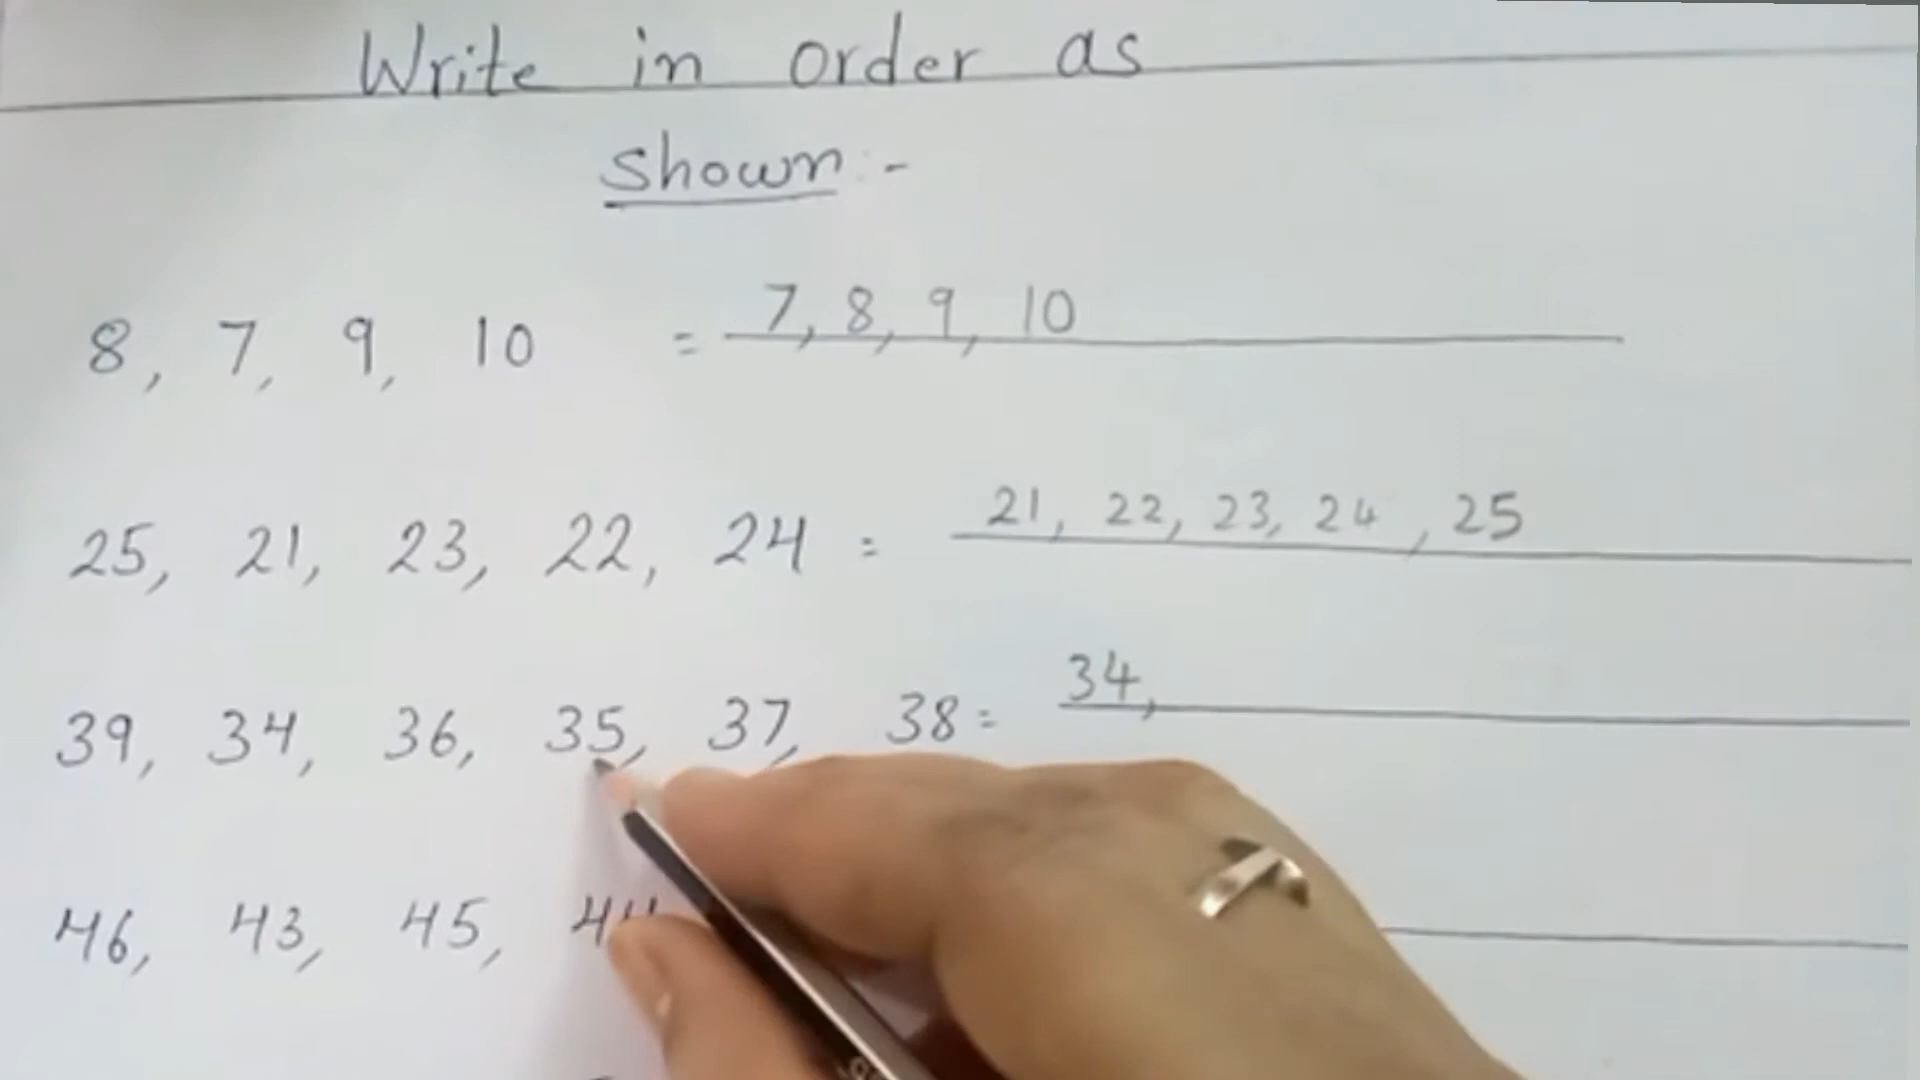 Write in order as
shown:-
8, 7, 9, 10 = 7, 8, 9, 10
25, 21, 23, 22, 24 = 21, 22, 23, 24, 25
39, 34, 36, 35, 37, 38 = 34,
46, 43, 45, 44